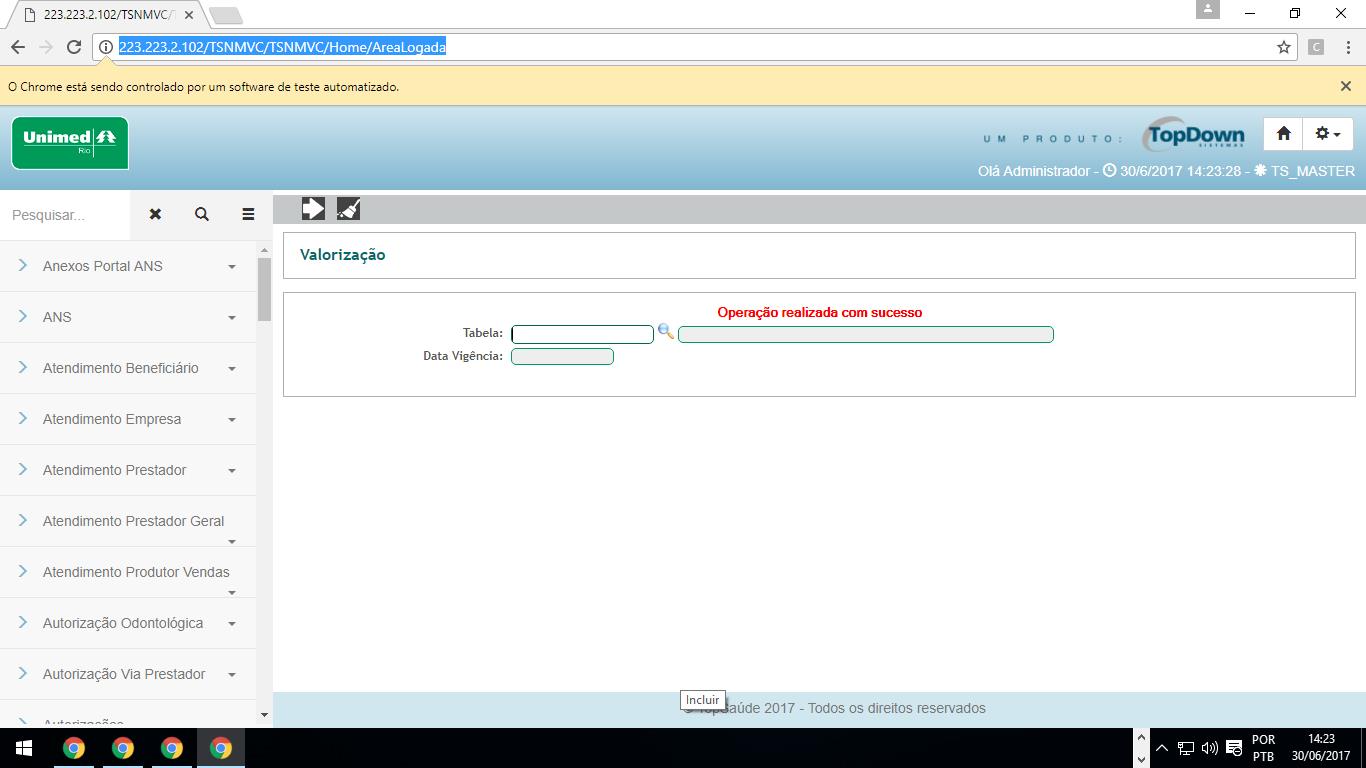 223.223.2.102/TSNMVC/T
223.223.2.102/TSNMVC/TSNMVC/Home/AreaLogada
C
O Chrome está sendo controlado por um software de teste automatizado.
Unimed
Rio
UM PRODUTO:
TopDown
SISTEMAS
Olá Administrador - 30/6/2017 14:23:28 - TS_MASTER
Pesquisar...
Valorização
Operação realizada com sucesso
Tabela:
Data Vigência:
Anexos Portal ANS
ANS
Atendimento Beneficiário
Atendimento Empresa
Atendimento Prestador
Atendimento Prestador Geral
Atendimento Produtor Vendas
Autorização Odontológica
Autorização Via Prestador
Autorizações
Incluir
© TopSaúde 2017 - Todos os direitos reservados
POR
PTB
14:23
30/06/2017